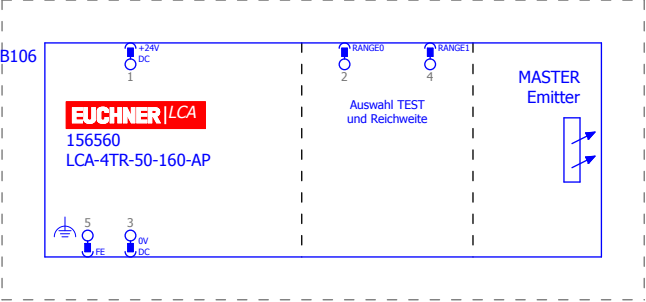 B106
+24V
DC
1
RANGE0
2
RANGE1
4
MASTER
Emitter
EUCHNER LCA
156560
LCA-4TR-50-160-AP
Auswahl TEST
und Reichweite
5
FE
3
0V
DC